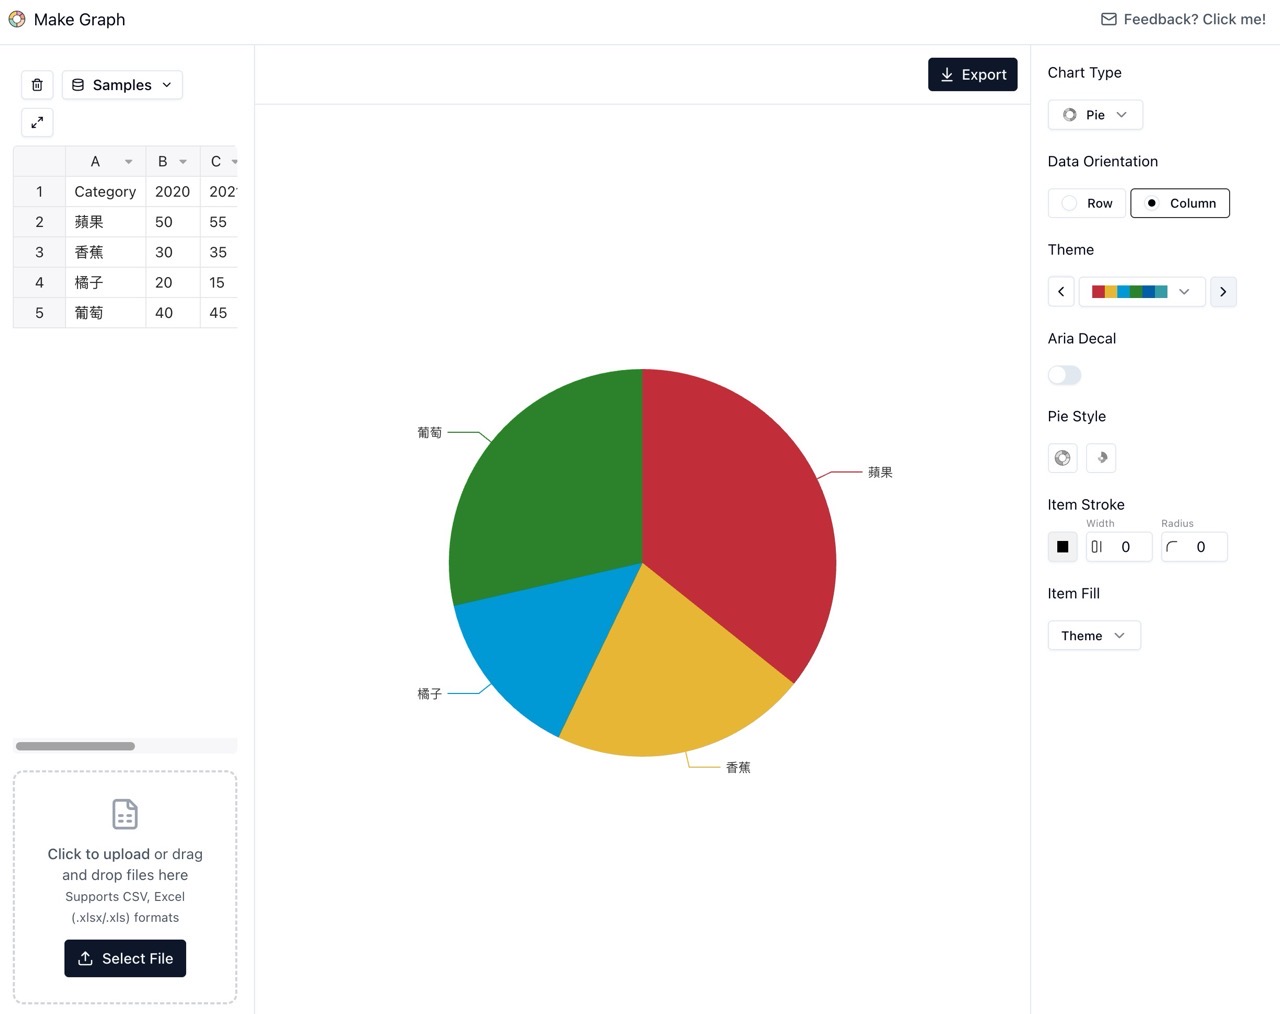 Make Graph
Feedback? Click me!
Samples
Export
A B C
1 Category 2020 202
2 蘋果 50 55
3 香蕉 30 35
4 橘子 20 15
5 葡萄 40 45
Click to upload or drag
and drop files here
Supports CSV, Excel
(.xlsx/.xls) formats
Select File
葡萄
蘋果
橘子
香蕉
Chart Type
Pie
Data Orientation
Row Column
Theme
Aria Decal
Pie Style
Item Stroke
Width Radius
0 0
Item Fill
Theme